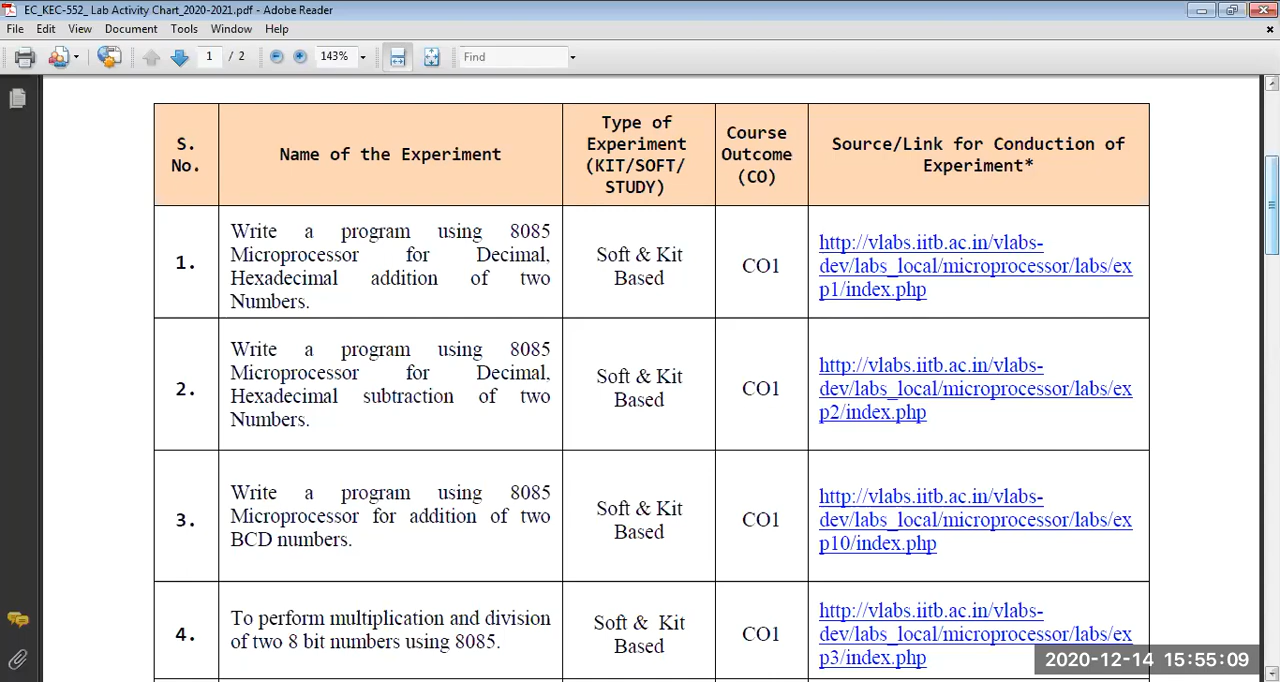 EC_KEC-552_ Lab Activity Chart_2020-2021.pdf - Adobe Reader
File Edit View Document Tools Window Help
1 / 2 143% Find
S. No.
Name of the Experiment
Type of Experiment (KIT/SOFT/ STUDY)
Course Outcome (CO)
Source/Link for Conduction of Experiment*
1.
Write a program using 8085
Microprocessor for Decimal,
Hexadecimal addition of two
Numbers.
Soft & Kit
Based
CO1
http://vlabs.iitb.ac.in/vlabs-
dev/labs_local/microprocessor/labs/ex
p1/index.php
2.
Write a program using 8085
Microprocessor for Decimal,
Hexadecimal subtraction of two
Numbers.
Soft & Kit
Based
CO1
http://vlabs.iitb.ac.in/vlabs-
dev/labs_local/microprocessor/labs/ex
p2/index.php
3.
Write a program using 8085
Microprocessor for addition of two
BCD numbers.
Soft & Kit
Based
CO1
http://vlabs.iitb.ac.in/vlabs-
dev/labs_local/microprocessor/labs/ex
p10/index.php
4.
To perform multiplication and division
of two 8 bit numbers using 8085.
Soft & Kit
Based
CO1
http://vlabs.iitb.ac.in/vlabs-
dev/labs_local/microprocessor/labs/ex
p3/index.php
2020-12-14 15:55:09